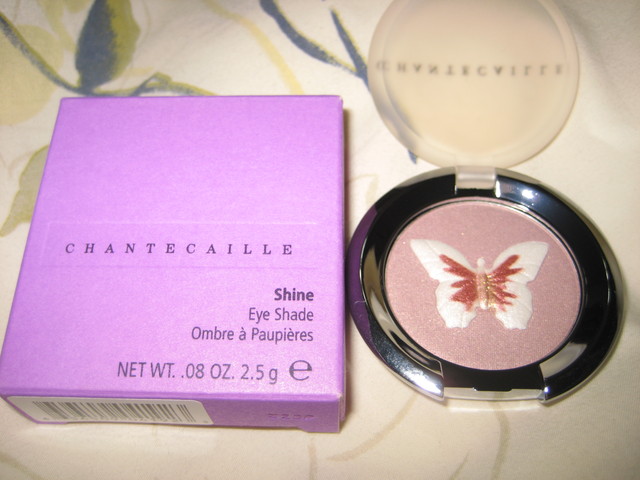 CHANTECAILLE
Shine
Eye Shade
Ombre à Paupières
NET WT. .08 OZ. 2.5 g e
CHANTECAILLE